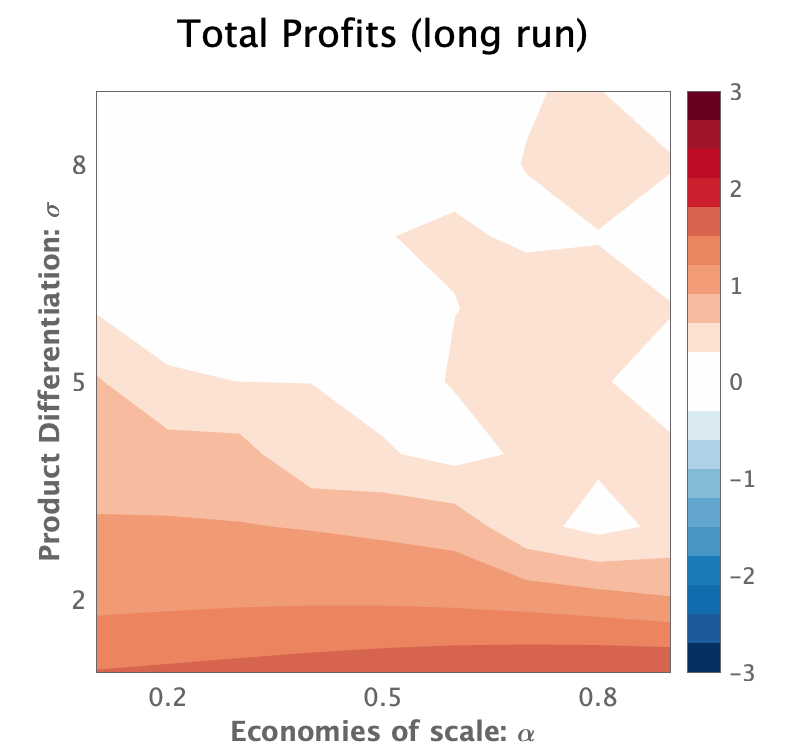 Total Profits (long run)
Product Differentiation: σ
8
5
2
0.2 0.5 0.8
Economies of scale: α
3
2
1
0
−1
−2
−3